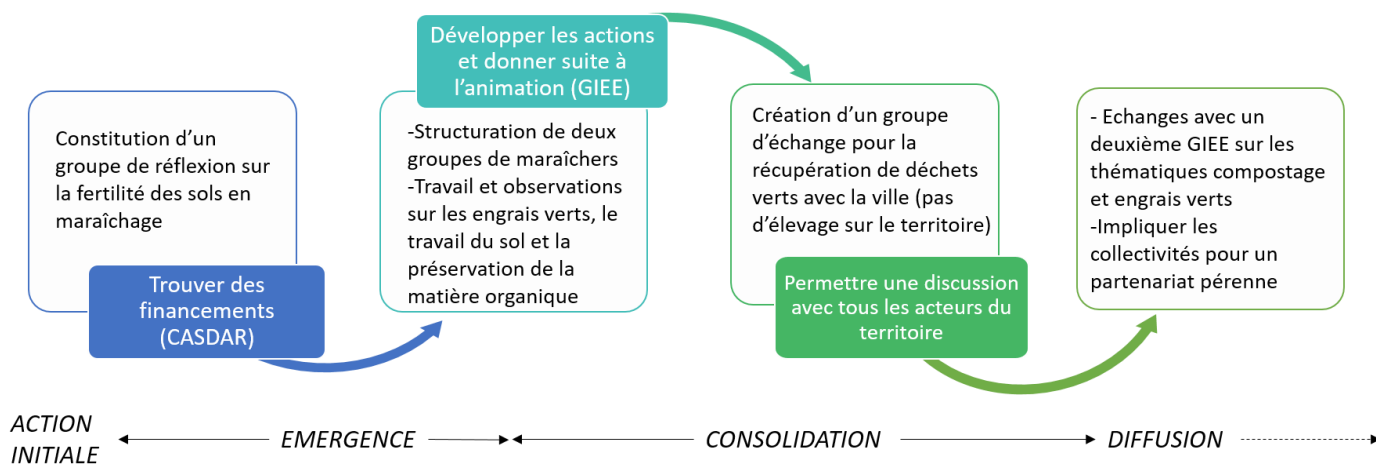 Constitution d’un
groupe de réflexion sur
la fertilité des sols en
maraîchage
Trouver des
financements
(CASDAR)
Développer les actions
et donner suite à
l’animation (GIEE)
-Structuration de deux
groupes de maraîchers
-Travail et observations
sur les engrais verts, le
travail du sol et la
préservation de la
matière organique
Création d’un groupe
d’échange pour la
récupération de déchets
verts avec la ville (pas
d’élevage sur le territoire)
Permettre une discussion
avec tous les acteurs du
territoire
- Echanges avec un
deuxième GIEE sur les
thématiques compostage
et engrais verts
-Impliquer les
collectivités pour un
partenariat pérenne
ACTION
INITIALE
EMERGENCE
CONSOLIDATION
DIFFUSION